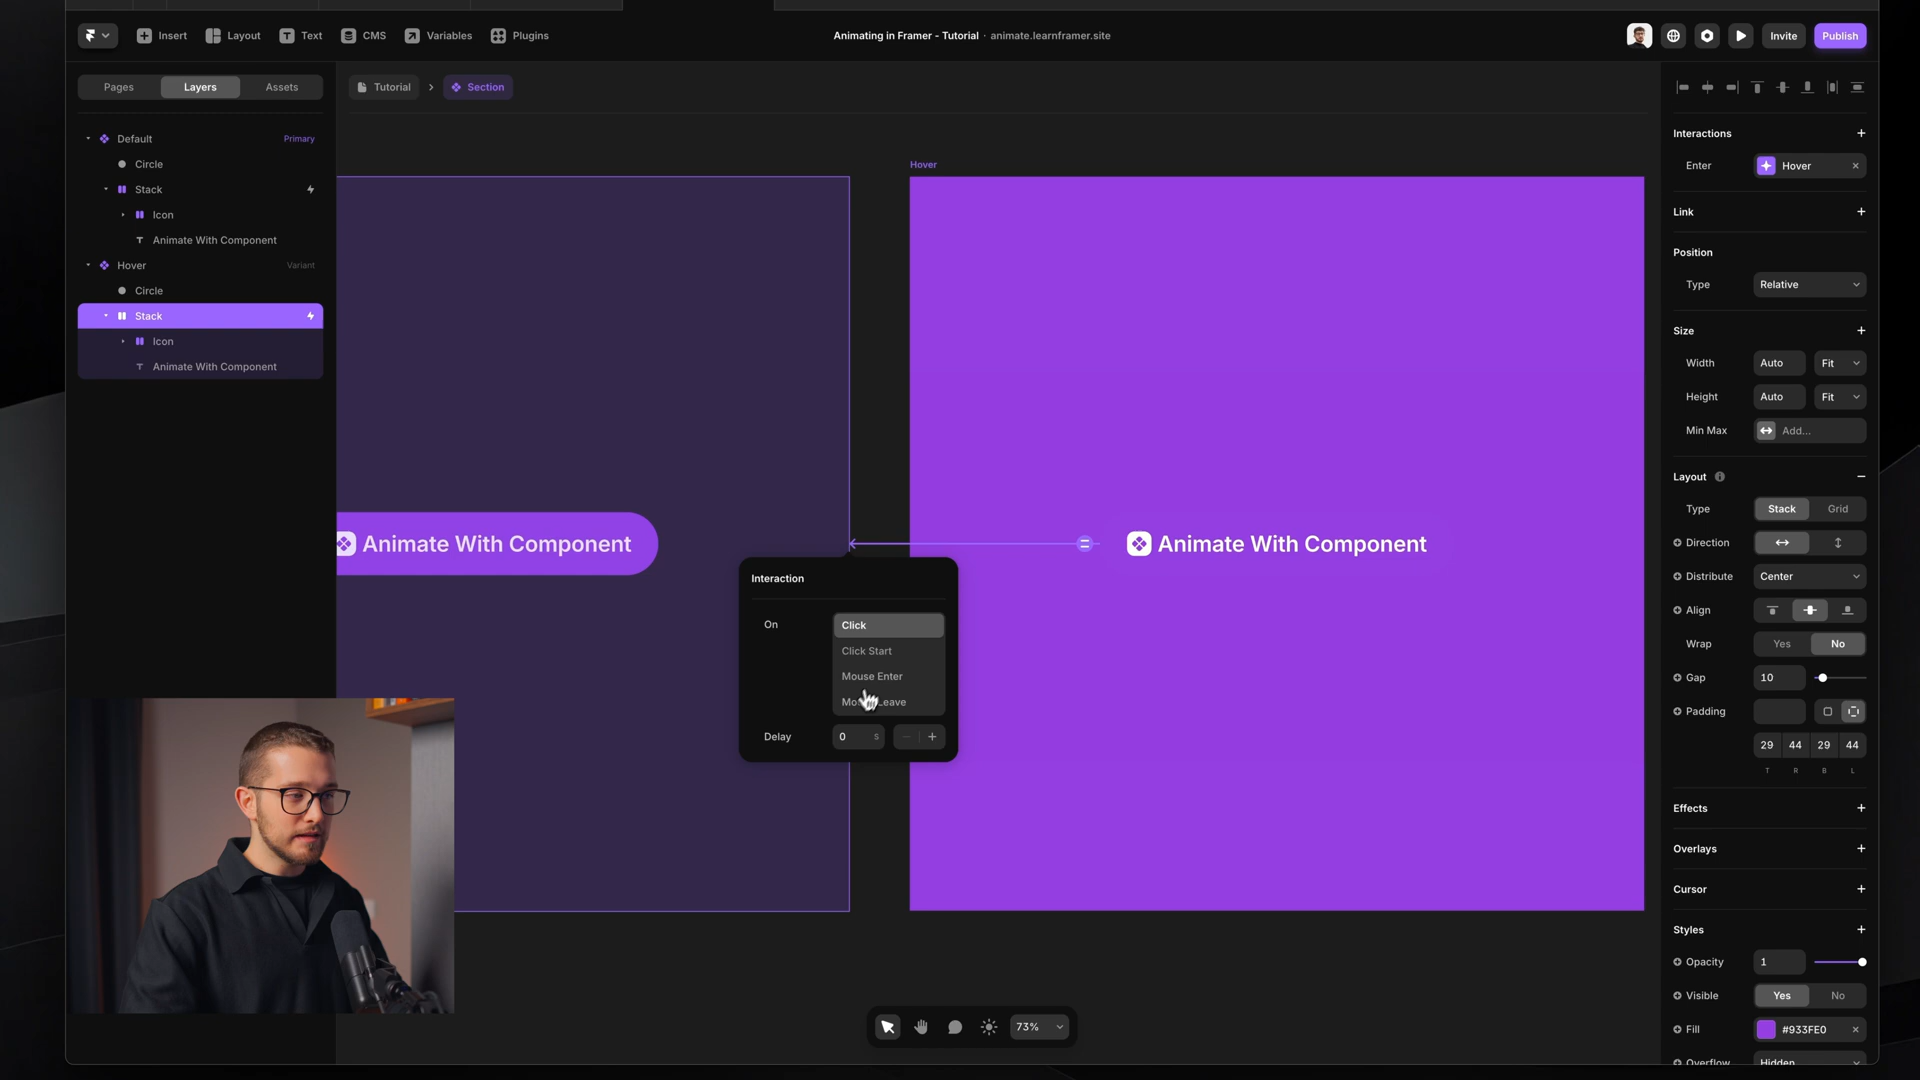 Insert
Layout
Text
CMS
Variables
Plugins
Animating in Framer - Tutorial · animate.learnframer.site
Invite
Publish
Pages
Layers
Assets
Tutorial
Section
Default
Primary
Circle
Stack
Icon
Animate With Component
Hover
Variant
Circle
Stack
Icon
Animate With Component
Animate With Component
Interaction
On
Click
Click Start
Mouse Enter
Delay
0
s
Hover
Animate With Component
73%
Interactions
Enter
Hover
Link
Position
Type
Relative
Size
Width
Auto
Fit
Height
Auto
Fit
Min Max
Add...
Layout
Type
Stack
Grid
Direction
Distribute
Center
Align
Wrap
Yes
No
Gap
10
Padding
29
44
29
44
T
R
B
L
Effects
Overlays
Cursor
Styles
Opacity
1
Visible
Yes
No
Fill
#933FE0
Overflow
Hidden